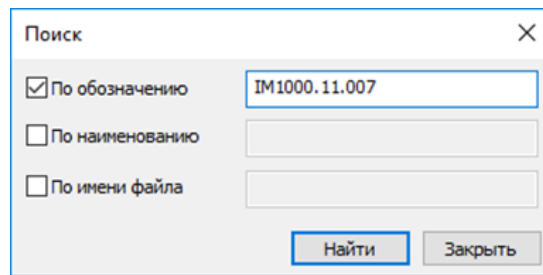 Поиск
По обозначению IM1000.11.007
По наименованию
По имени файла
Найти Закрыть